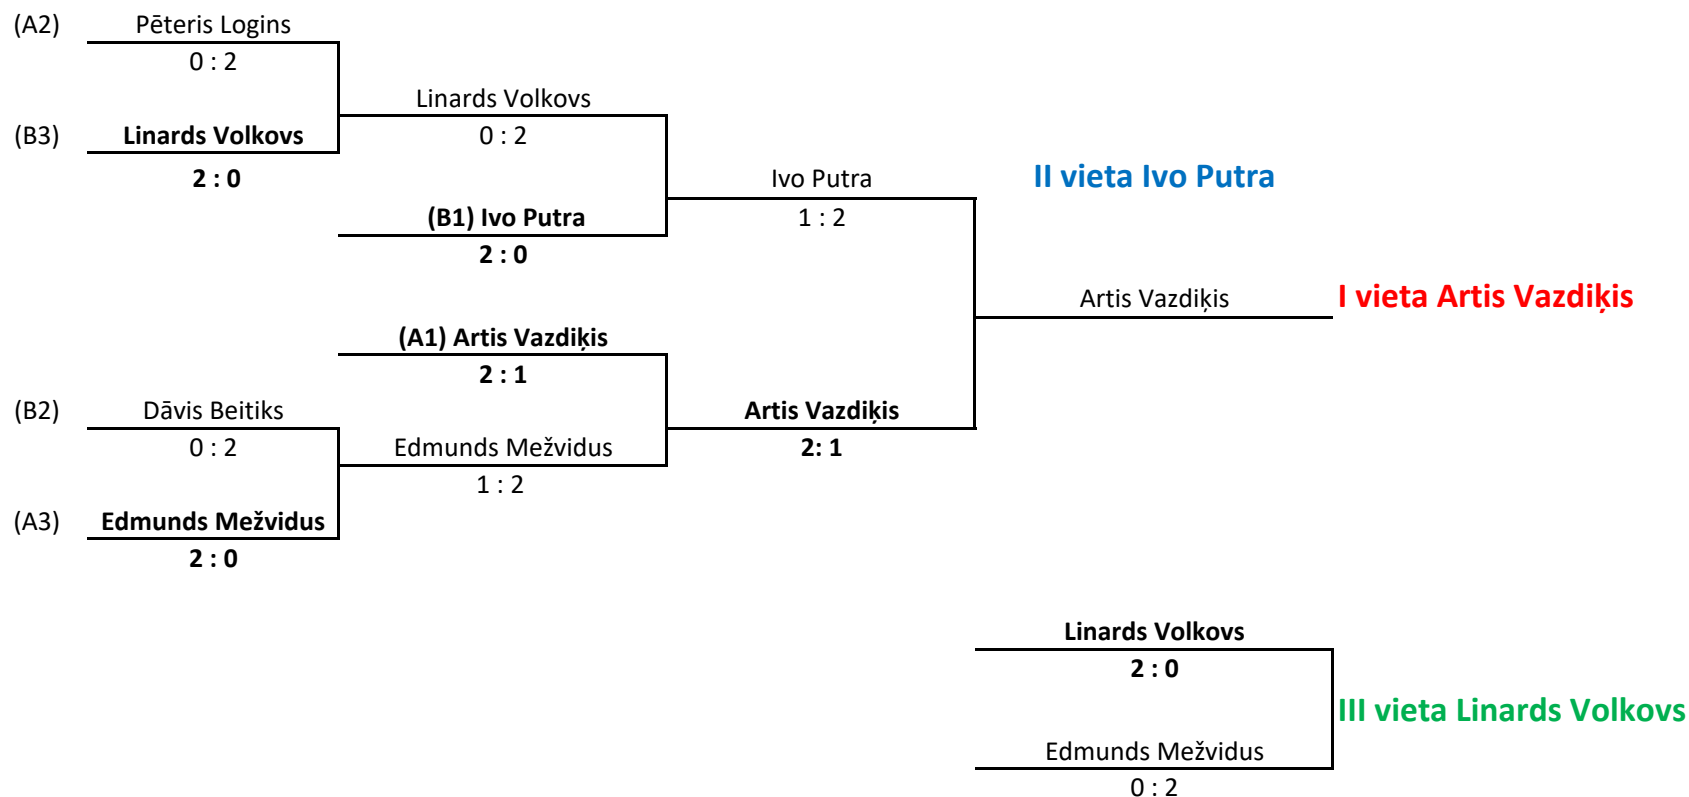 (A2) Pēteris Logins
0 : 2
Linards Volkovs
(B3) Linards Volkovs 0 : 2
2 : 0 Ivo Putra II vieta Ivo Putra
(B1) Ivo Putra 1 : 2
2 : 0
Artis Vazdiķis I vieta Artis Vazdiķis
(A1) Artis Vazdiķis
2 : 1
(B2) Dāvis Beitiks Artis Vazdiķis
0 : 2 Edmunds Mežvidus 2: 1
1 : 2
(A3) Edmunds Mežvidus
2 : 0
Linards Volkovs
2 : 0
III vieta Linards Volkovs
Edmunds Mežvidus
0 : 2